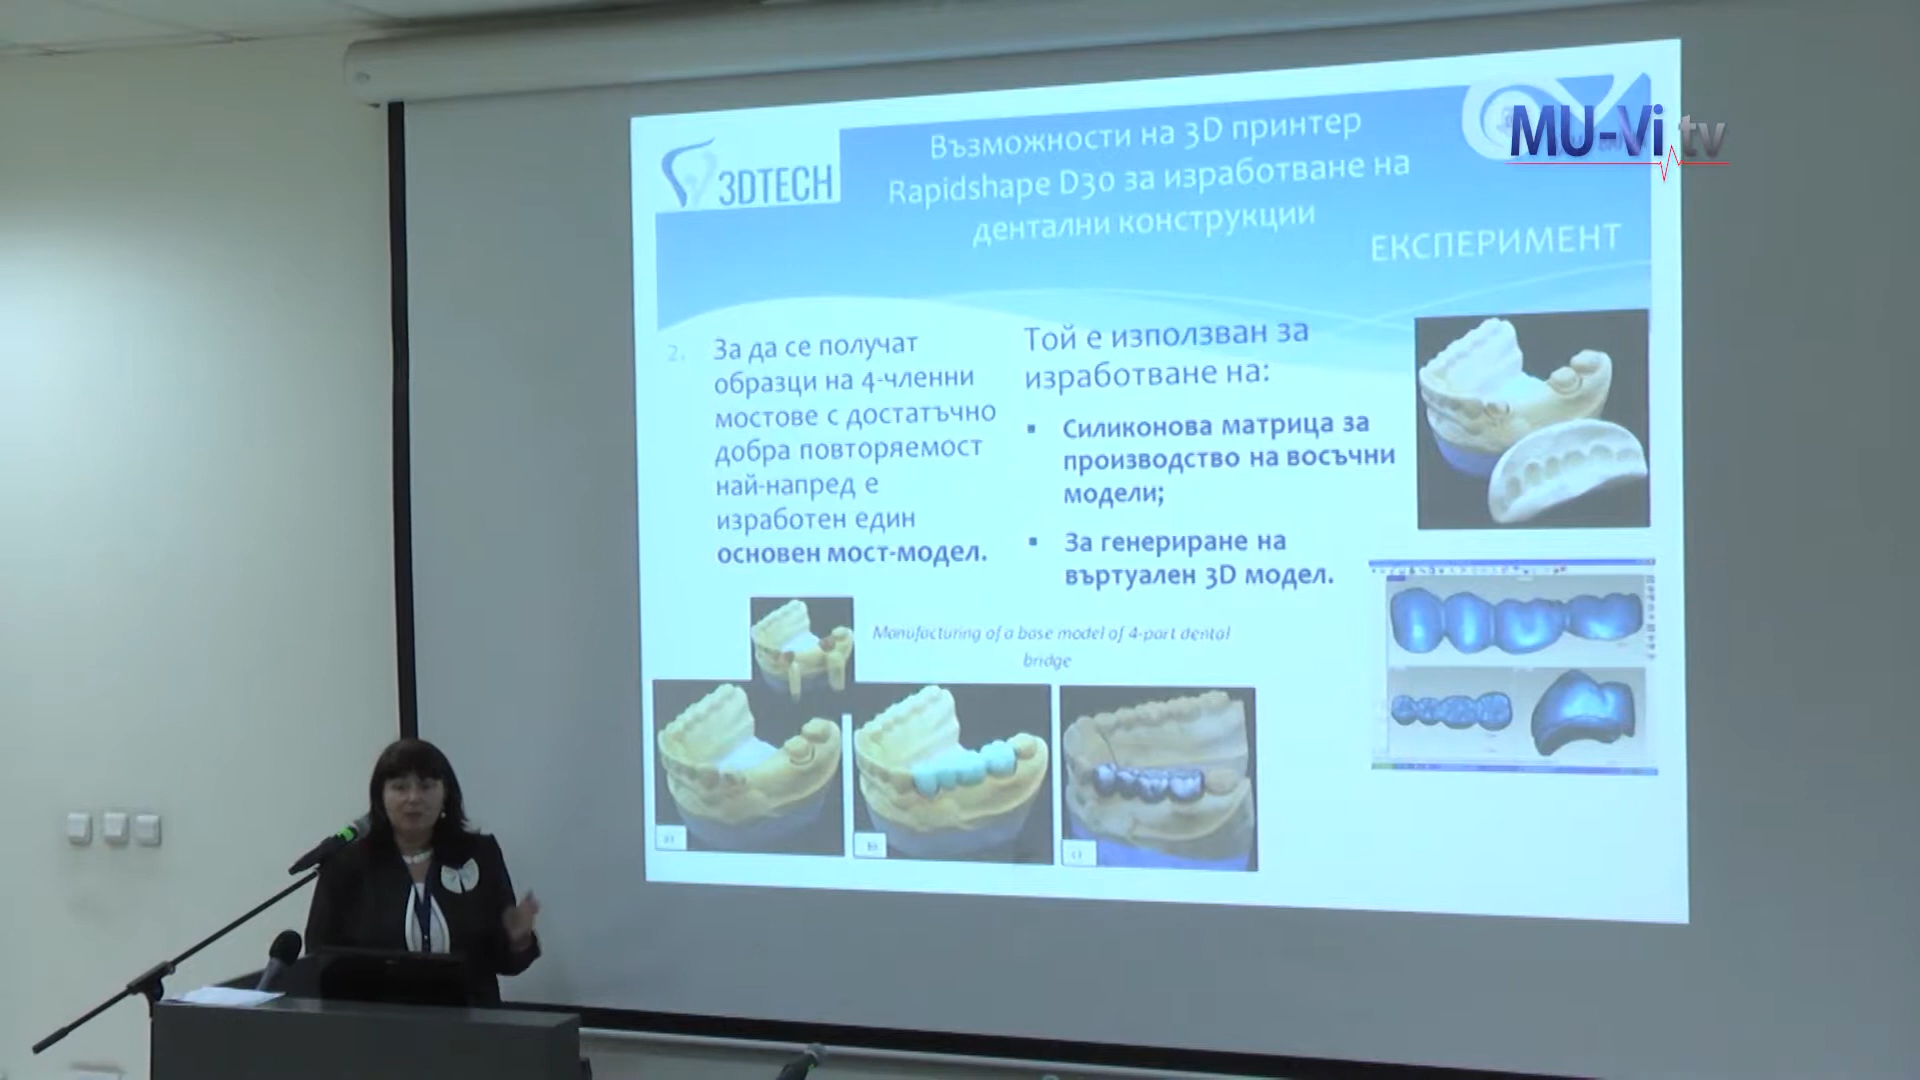 MU-Vi.tv
3DTECH
Възможности на 3D принтер
Rapidshape D30 за изработване на
дентални конструкции
ЕКСПЕРИМЕНТ
2. За да се получат
образци на 4-членни
мостове с достатъчно
добра повторяемост
най-напред е
изработен един
основен мост-модел.
Той е използван за
изработване на:
▪ Силиконова матрица за
производство на восъчни
модели;
▪ За генериране на
виртуален 3D модел.
Manufacturing of a base model of 4-part dental
bridge
a)
b)
c)